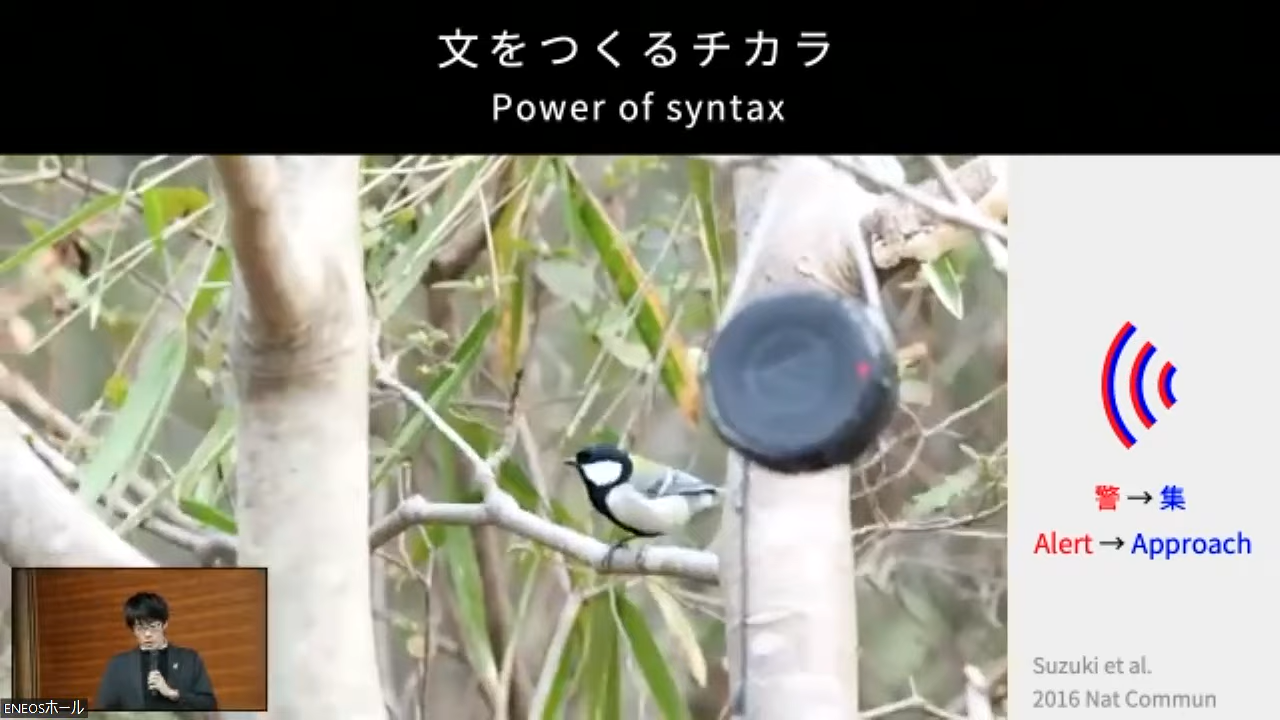 文をつくるチカラ
Power of syntax
警→集
Alert→Approach
Suzuki et al.
2016 Nat Commun
ENEOSホール